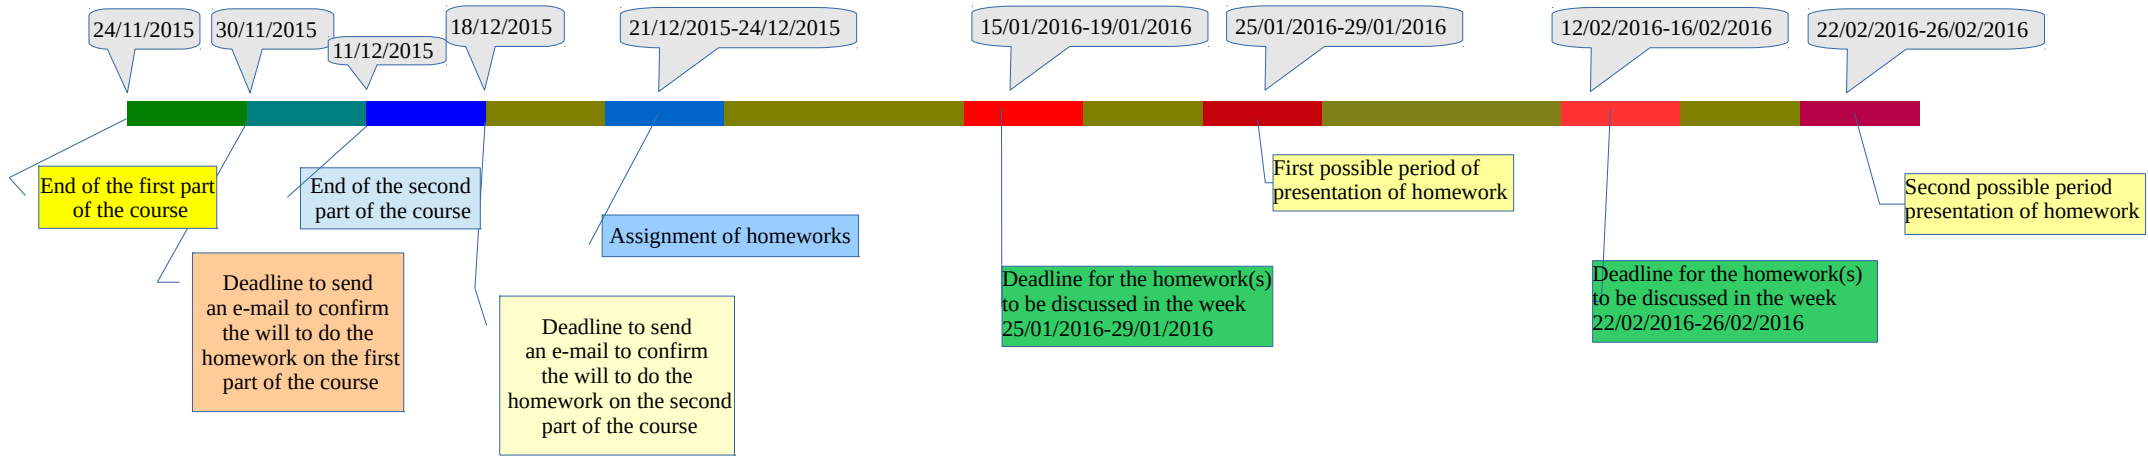 24/11/2015
30/11/2015
11/12/2015
18/12/2015
21/12/2015-24/12/2015
15/01/2016-19/01/2016
25/01/2016-29/01/2016
12/02/2016-16/02/2016
22/02/2016-26/02/2016
End of the first part
of the course
Deadline to send
an e-mail to confirm
the will to do the
homework on the first
part of the course
End of the second
part of the course
Deadline to send
an e-mail to confirm
the will to do the
homework on the second
part of the course
Assignment of homeworks
Deadline for the homework(s)
to be discussed in the week
25/01/2016-29/01/2016
First possible period of
presentation of homework
Deadline for the homework(s)
to be discussed in the week
22/02/2016-26/02/2016
Second possible period
presentation of homework